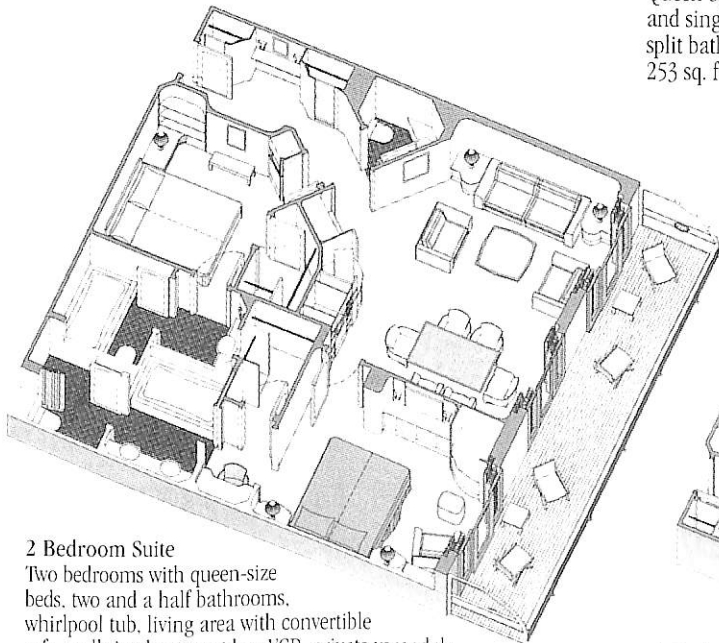 and sing
split bath
253 sq. f
2 Bedroom Suite
Two bedrooms with queen-size
beds, two and a half bathrooms,
whirlpool tub, living area with convertible